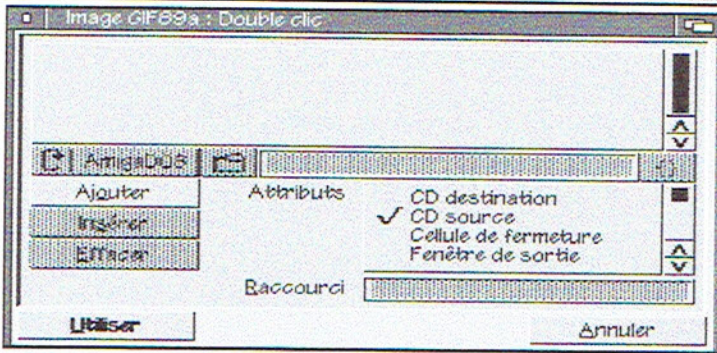 Image GIF89a : Double clic
AmigaDOS
Ajouter
Attributs
CD destination
CD source
Insérer
Cellule de fermeture
Effacer
Fenêtre de sortie
Raccourci
Utiliser
Annuler